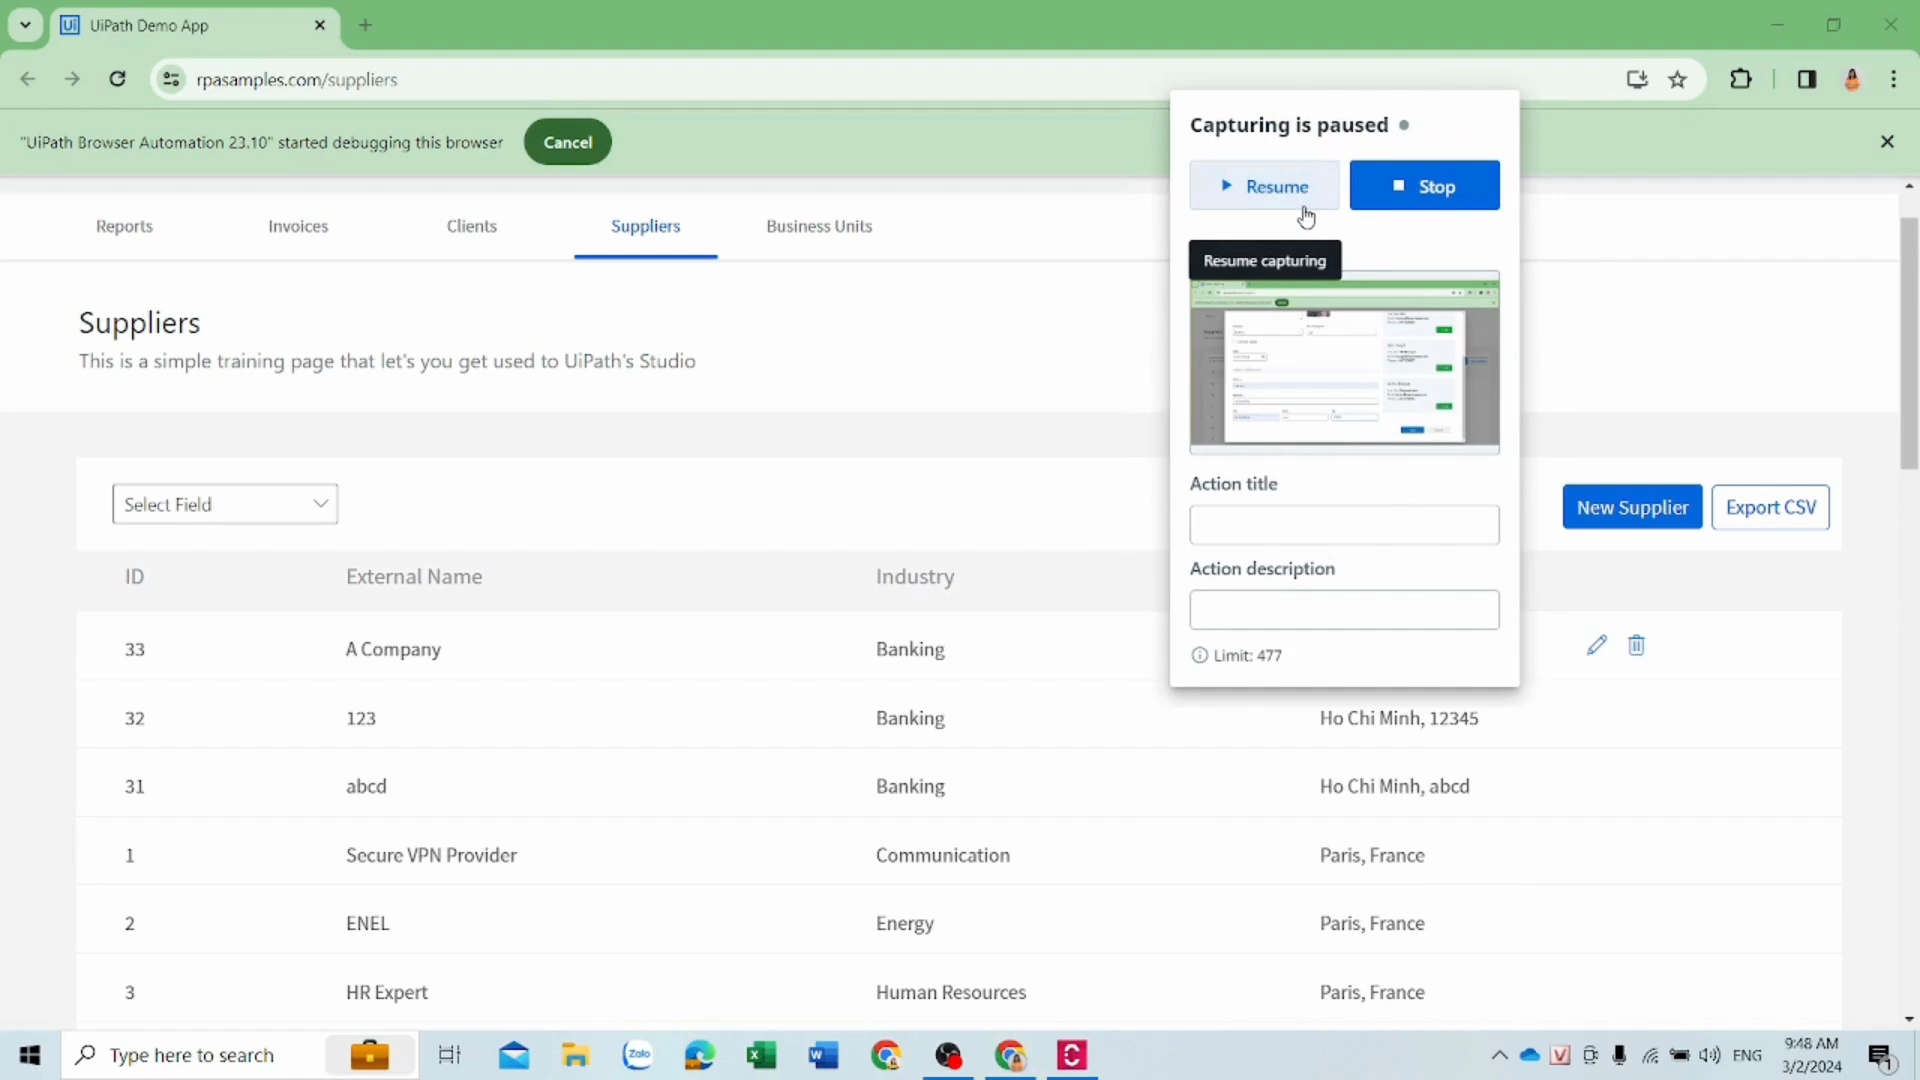 UiPath Demo App
rpasamples.com/suppliers
"UiPath Browser Automation 23.10" started debugging this browser
Cancel
Capturing is paused
Resume
Stop
Resume capturing
Reports
Invoices
Clients
Suppliers
Business Units
Suppliers
This is a simple training page that let's you get used to UiPath's Studio
Action title
Action description
Limit: 477
Select Field
New Supplier
Export CSV
ID
External Name
Industry
33
A Company
Banking
32
123
Banking
Ho Chi Minh, 12345
31
abcd
Banking
Ho Chi Minh, abcd
1
Secure VPN Provider
Communication
Paris, France
2
ENEL
Energy
Paris, France
3
HR Expert
Human Resources
Paris, France
Type here to search
Zalo
ENG
9:48 AM
3/2/2024
1